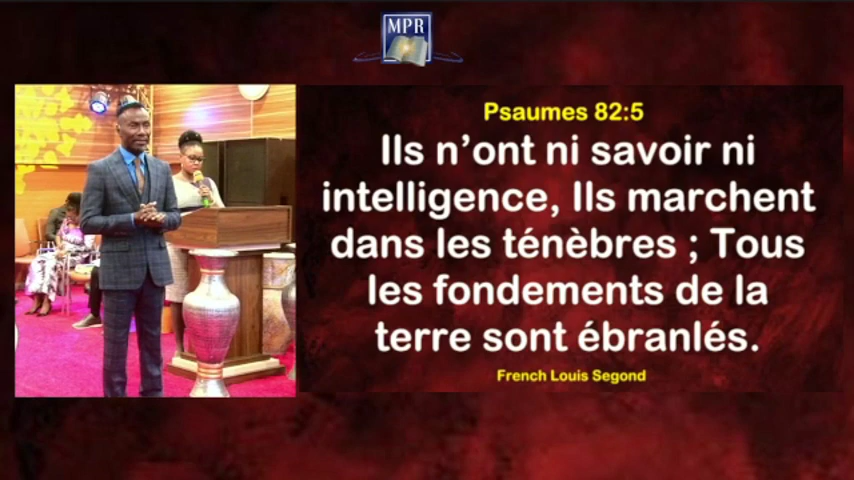 MPR
Psaumes 82:5
Ils n’ont ni savoir ni
intelligence, Ils marchent
dans les ténèbres ; Tous
les fondements de la
terre sont ébranlés.
French Louis Segond